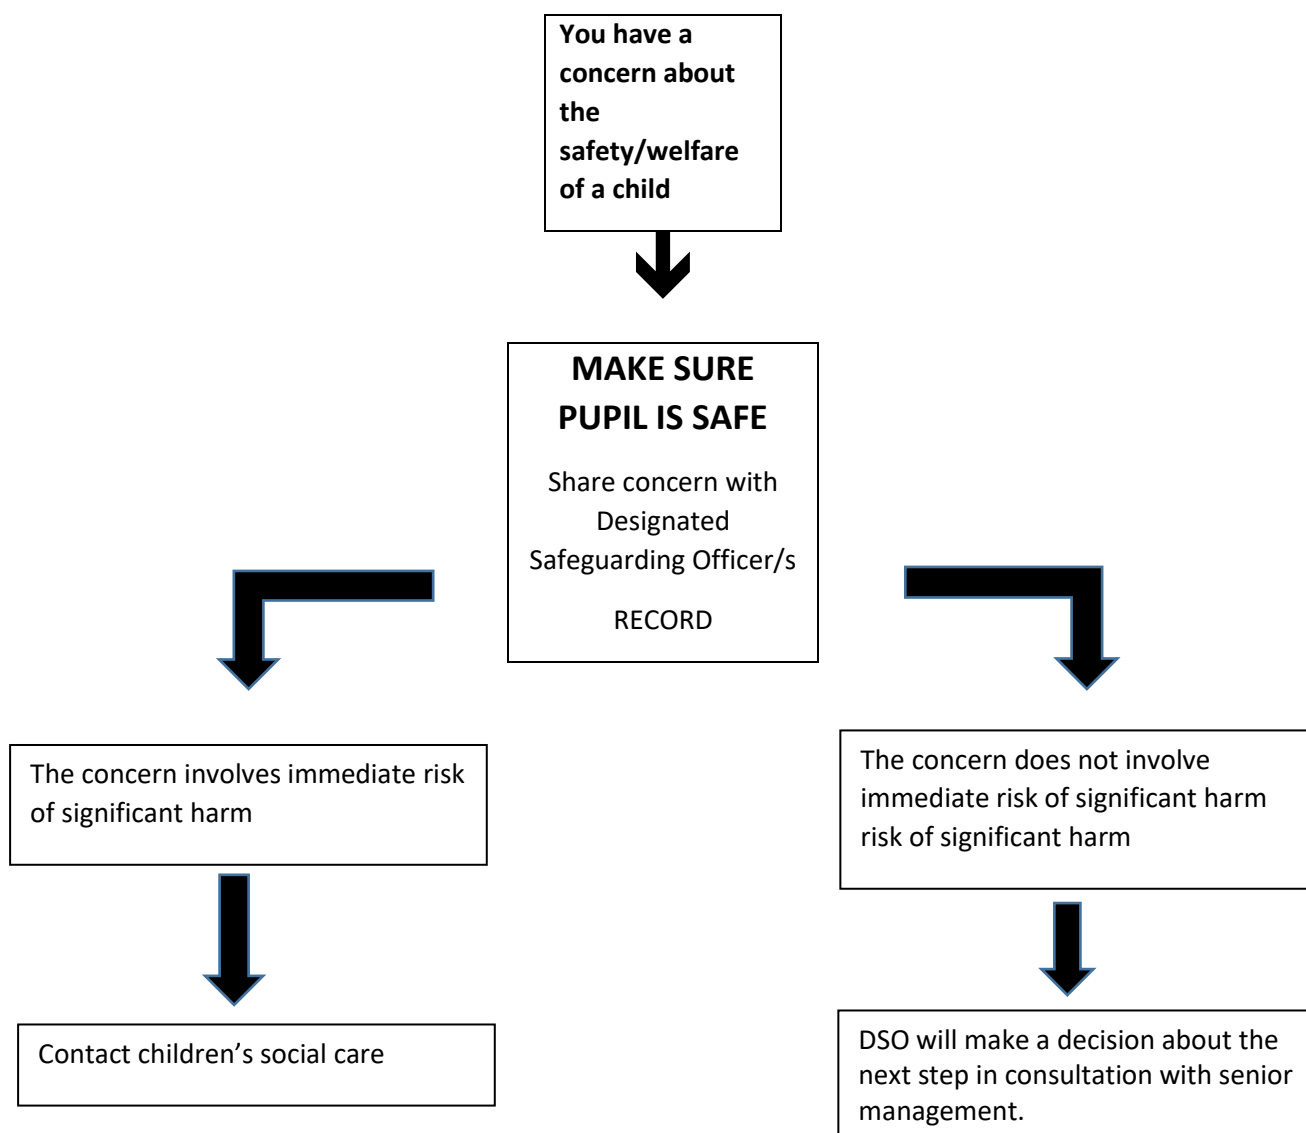 You have a
concern about
the
safety/welfare
of a child
MAKE SURE
PUPIL IS SAFE
Share concern with
Designated
Safeguarding Officer/s
RECORD
The concern involves immediate risk
of significant harm
The concern does not involve
immediate risk of significant harm
risk of significant harm
Contact children’s social care
DSO will make a decision about the
next step in consultation with senior
management.